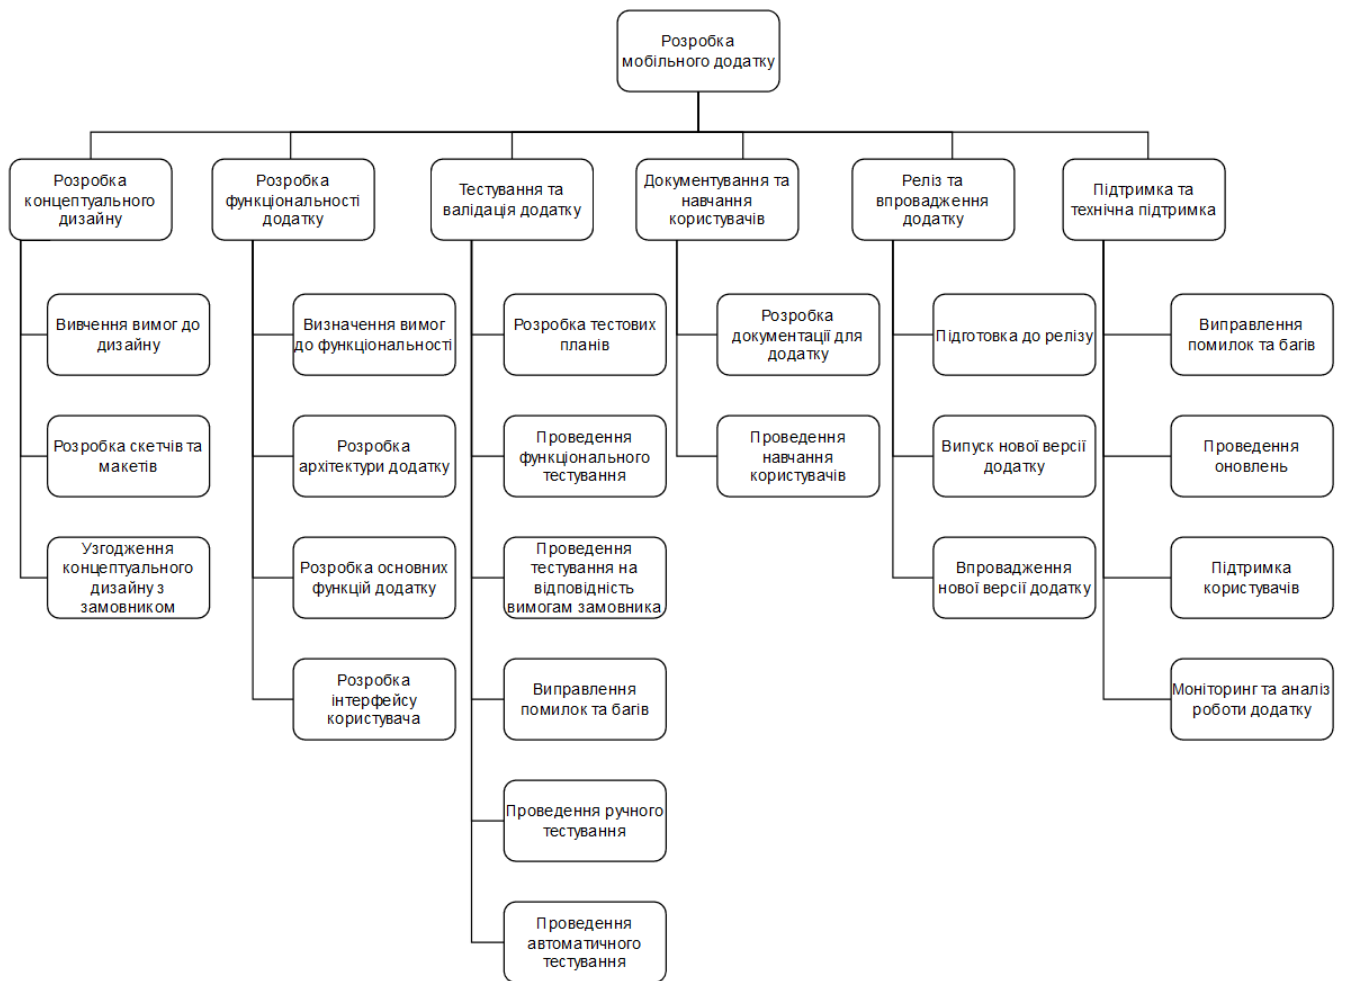 Розробка
мобільного додатку
Розробка
концептуального
дизайну
Розробка
функціональності
додатку
Тестування та
валідація додатку
Документування та
навчання
користувачів
Реліз та
впровадження
додатку
Підтримка та
технічна підтримка
Вивчення вимог до
дизайну
Розробка скетчів та
макетів
Узгодження
концептуального
дизайну з
замовником
Визначення вимог
до функціональності
Розробка
архітектури додатку
Розробка основних
функцій додатку
Розробка
інтерфейсу
користувача
Розробка тестових
планів
Проведення
функціонального
тестування
Проведення
тестування на
відповідність
вимогам замовника
Виправлення
помилок та багів
Проведення ручного
тестування
Проведення
автоматичного
тестування
Розробка
документації для
додатку
Проведення
навчання
користувачів
Підготовка до релізу
Випуск нової версії
додатку
Впровадження
нової версії додатку
Виправлення
помилок та багів
Проведення
оновлень
Підтримка
користувачів
Моніторинг та аналіз
роботи додатку